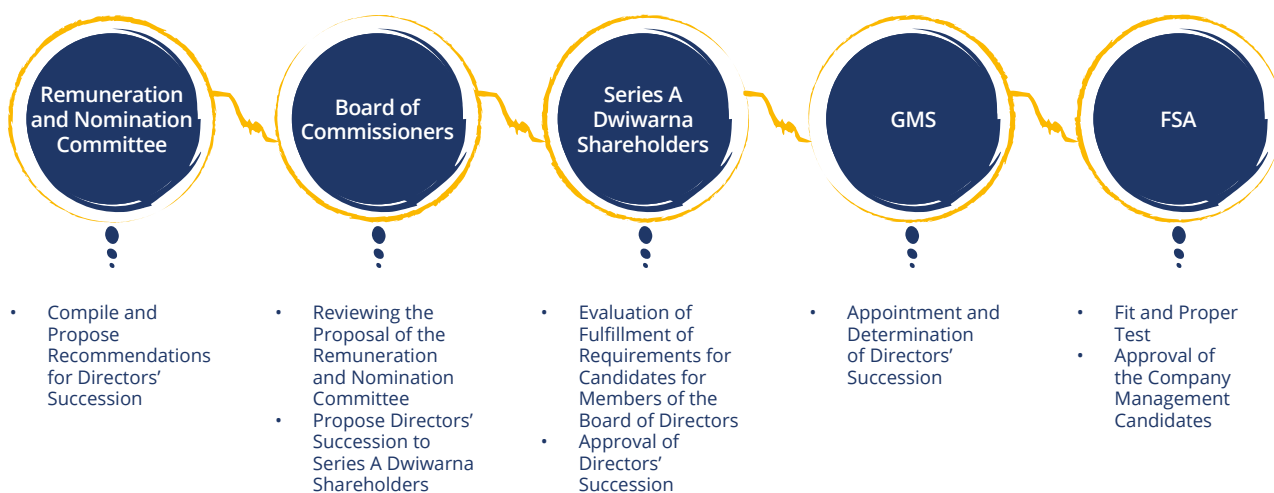 Remuneration
and Nomination
Committee
Board of
Commissioners
Series A
Dwiwarna
Shareholders
GMS
FSA
• Compile and
Propose
Recommendations
for Directors’
Succession
• Reviewing the
Proposal of the
Remuneration
and Nomination
Committee
• Propose Directors’
Succession to
Series A Dwiwarna
Shareholders
• Evaluation of
Fulfillment of
Requirements for
Candidates for
Members of the
Board of Directors
• Approval of
Directors’
Succession
• Appointment and
Determination
of Directors’
Succession
• Fit and Proper
Test
• Approval of
the Company
Management
Candidates